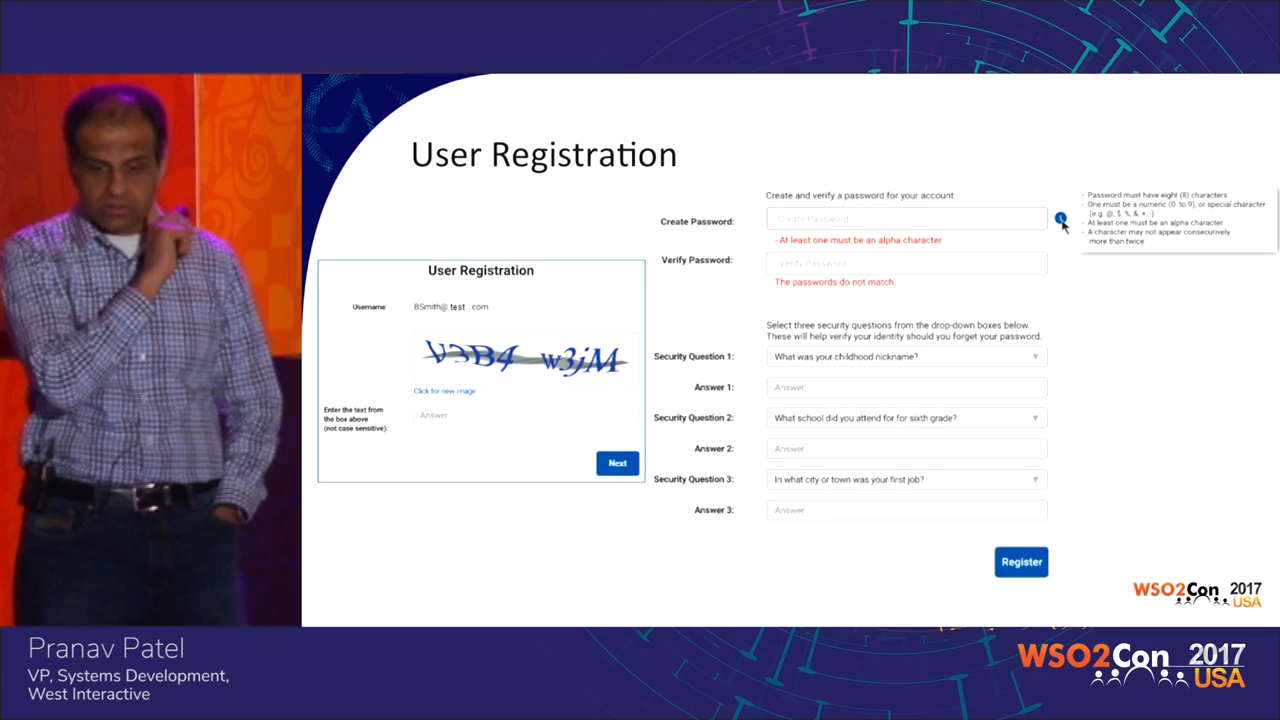 User Registration
User Registration
Username:
BSmith@ test com
V3B4 w3jM
Click for new image
Enter the text from
the box above
(not case sensitive):
Answer
Next
Create and verify a password for your account:
Create Password:
Create Password
- At least one must be an alpha character
Verify Password:
Verify Password
The passwords do not match.
- Password must have eight (8) characters
- One must be a numeric (0 to 9), or special character
(e.g. @, $, %, &, +, -)
- At least one must be an alpha character
- A character may not appear consecutively
more than twice
Select three security questions from the drop-down boxes below.
These will help verify your identity should you forget your password.
Security Question 1:
What was your childhood nickname?
Answer 1:
Answer
Security Question 2:
What school did you attend for for sixth grade?
Answer 2:
Answer
Security Question 3:
In what city or town was your first job?
Answer 3:
Answer
Register
WSO2Con 2017
USA
Pranav Patel
VP, Systems Development,
West Interactive
WSO2Con 2017
USA